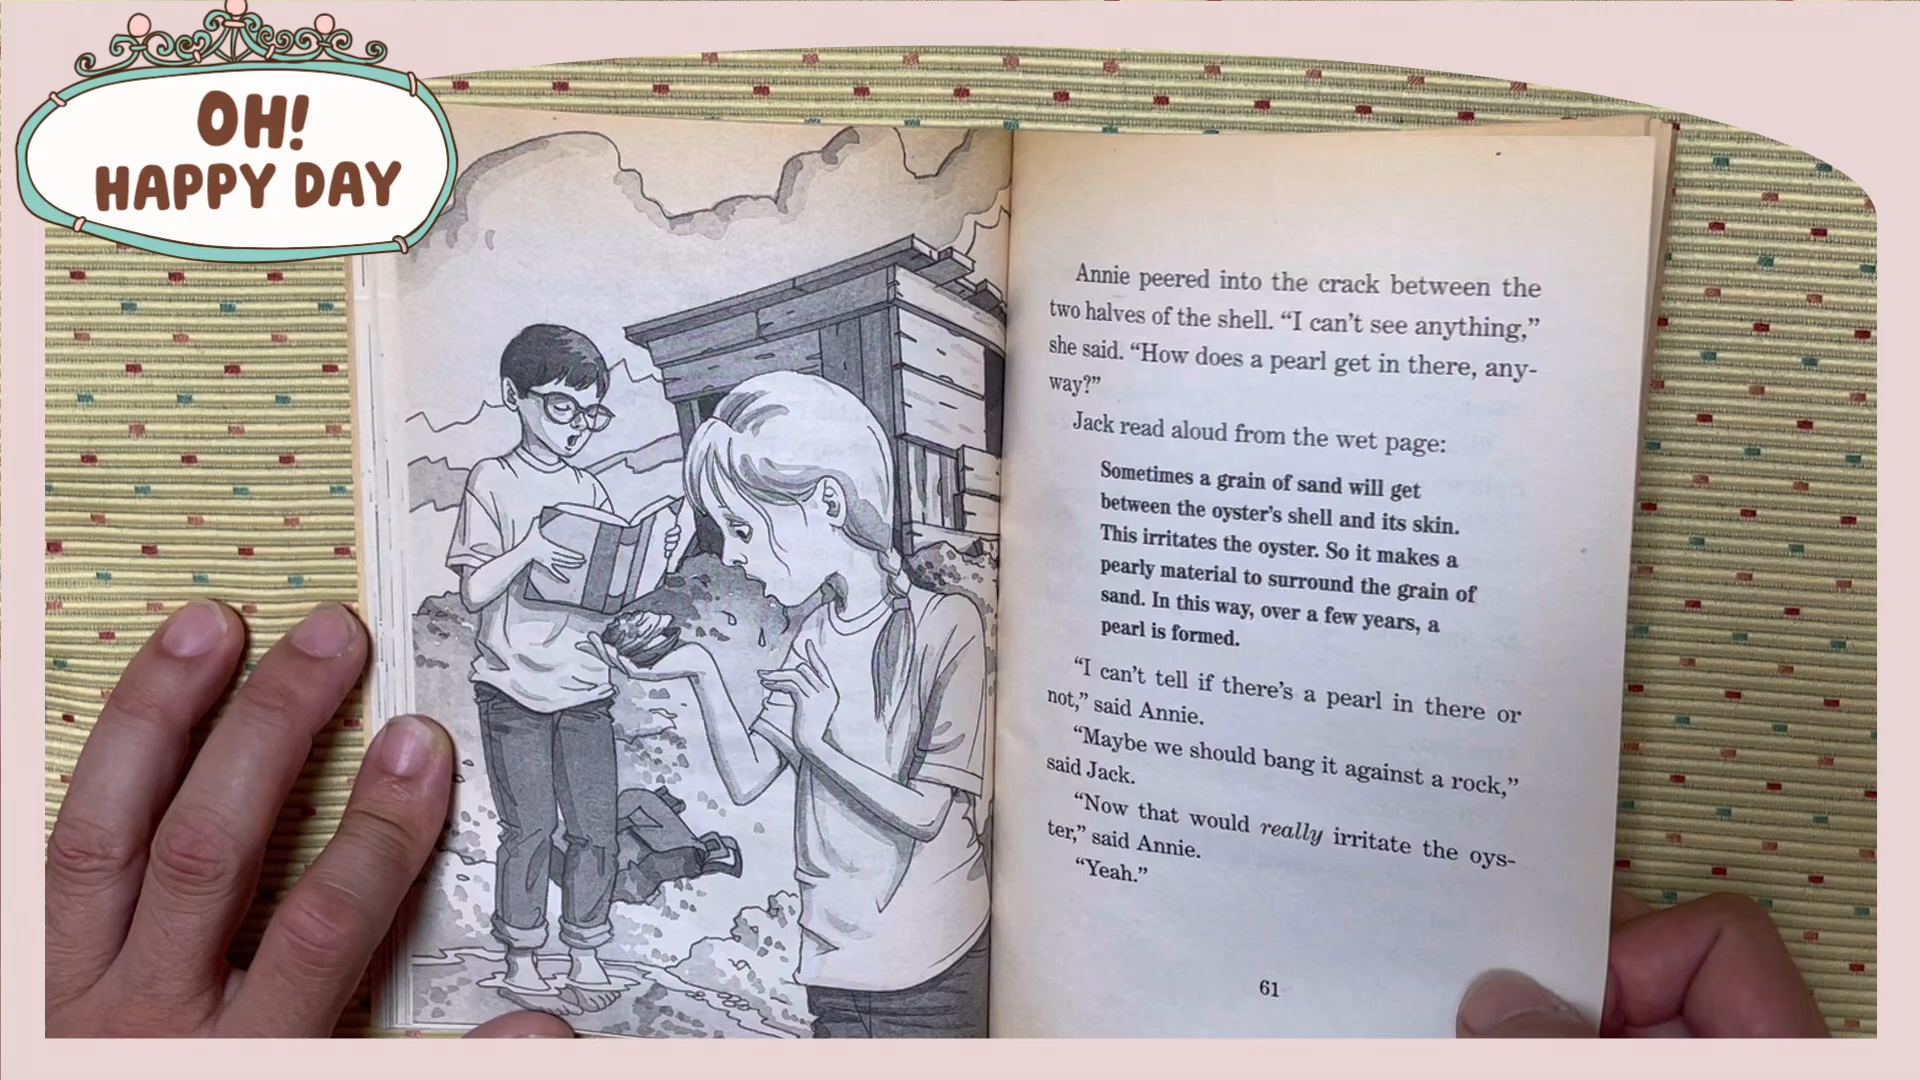 OH!
HAPPY DAY
Annie peered into the crack between the
two halves of the shell. “I can’t see anything,”
she said. “How does a pearl get in there, any-
way?”
Jack read aloud from the wet page:
Sometimes a grain of sand will get
between the oyster’s shell and its skin.
This irritates the oyster. So it makes a
pearly material to surround the grain of
sand. In this way, over a few years, a
pearl is formed.
“I can’t tell if there’s a pearl in there or
not,” said Annie.
“Maybe we should bang it against a rock,”
said Jack.
“Now that would really irritate the oys-
ter,” said Annie.
“Yeah.”
61